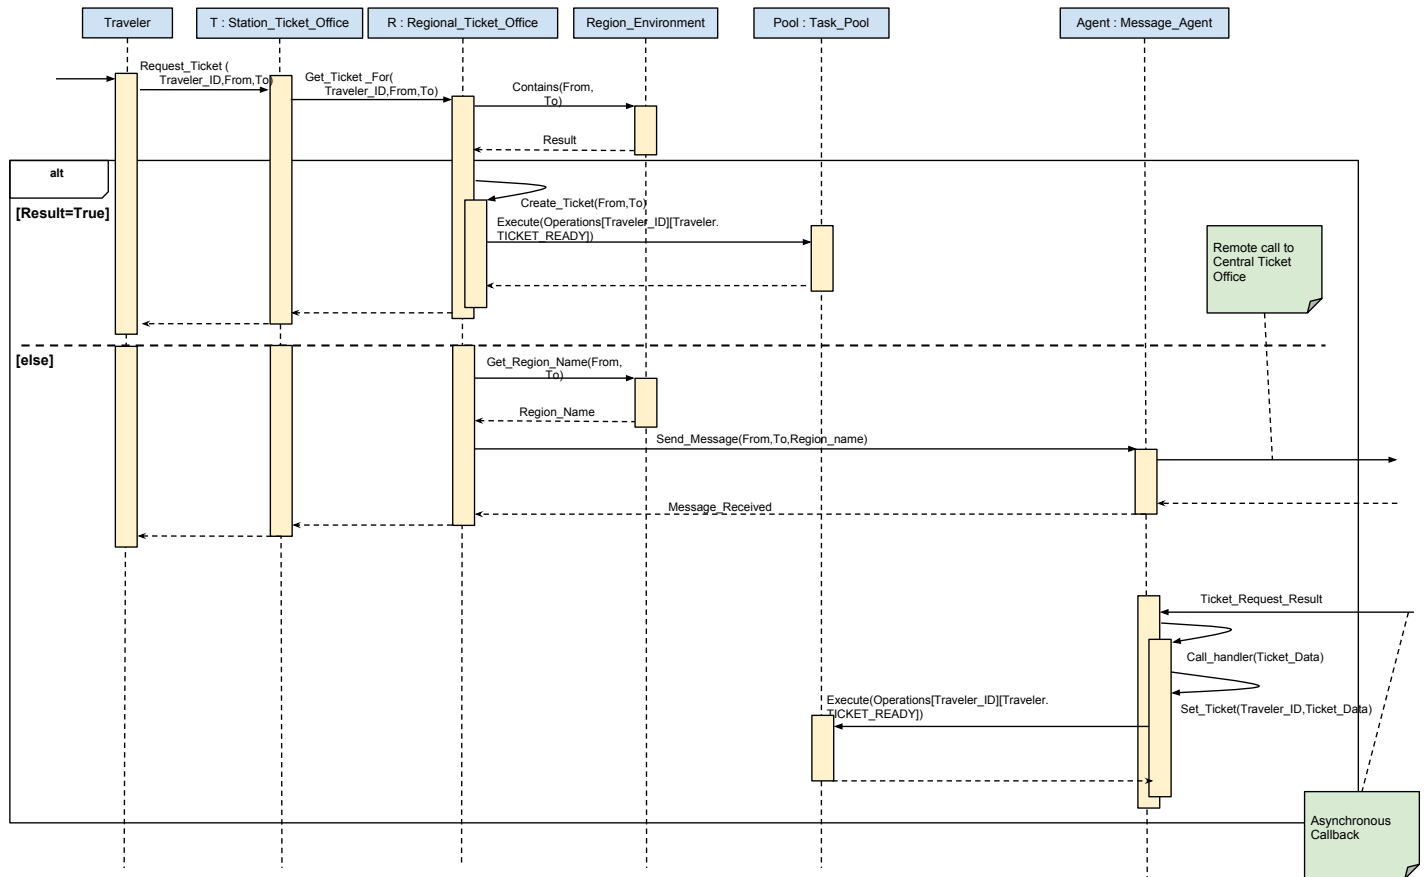 Traveler
T : Station_Ticket_Office
R : Regional_Ticket_Office
Region_Environment
Pool : Task_Pool
Agent : Message_Agent
Request_Ticket (
Traveler_ID,From,To)
Get_Ticket _For(
Traveler_ID,From,To)
Contains(From,
To)
Result
alt
[Result=True]
Create_Ticket(From,To)
Execute(Operations[Traveler_ID][Traveler.
TICKET_READY])
Remote call to
Central Ticket
Office
[else]
Get_Region_Name(From,
To)
Region_Name
Send_Message(From,To,Region_name)
Message_Received
Ticket_Request_Result
Call_handler(Ticket_Data)
Execute(Operations[Traveler_ID][Traveler.
TICKET_READY])
Set_Ticket(Traveler_ID,Ticket_Data)
Asynchronous
Callback